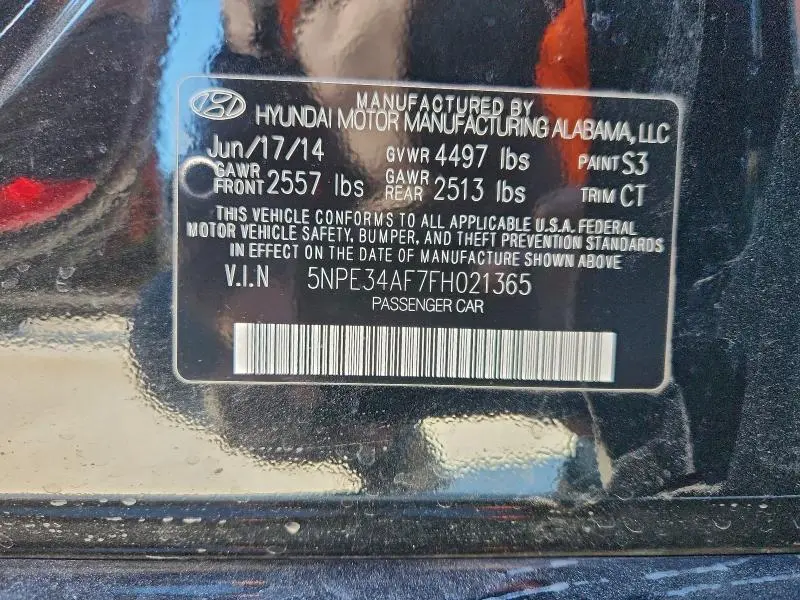 MANUFACTURED BY
HYUNDAI MOTOR MANUFACTURING ALABAMA, LLC
Jun/17/14 GVWR 4497 lbs PAINT S3
GAWR FRONT 2557 lbs GAWR REAR 2513 lbs TRIM CT
THIS VEHICLE CONFORMS TO ALL APPLICABLE U.S.A. FEDERAL
MOTOR VEHICLE SAFETY, BUMPER, AND THEFT PREVENTION STANDARDS
IN EFFECT ON THE DATE OF MANUFACTURE SHOWN ABOVE
V.I.N 5NPE34AF7FH021365
PASSENGER CAR